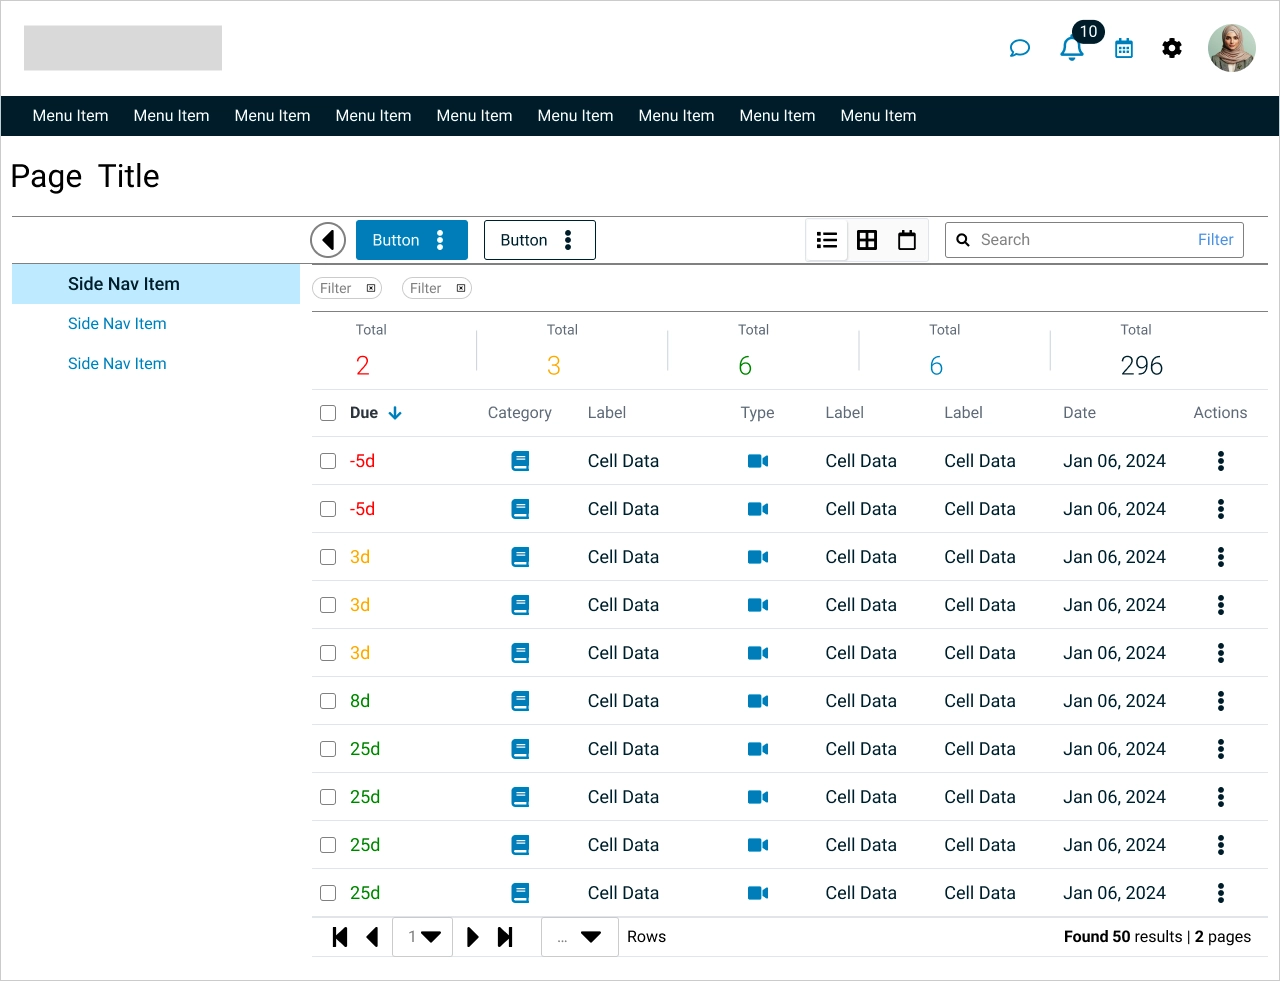 10
Menu Item Menu Item Menu Item Menu Item Menu Item Menu Item Menu Item Menu Item Menu Item
Page Title
Button Button Search Filter
Side Nav Item
Side Nav Item
Side Nav Item
Filter Filter
Total Total Total Total Total
2 3 6 6 296
Due Category Label Type Label Label Date Actions
-5d Cell Data Cell Data Cell Data Jan 06, 2024
-5d Cell Data Cell Data Cell Data Jan 06, 2024
3d Cell Data Cell Data Cell Data Jan 06, 2024
3d Cell Data Cell Data Cell Data Jan 06, 2024
3d Cell Data Cell Data Cell Data Jan 06, 2024
8d Cell Data Cell Data Cell Data Jan 06, 2024
25d Cell Data Cell Data Cell Data Jan 06, 2024
25d Cell Data Cell Data Cell Data Jan 06, 2024
25d Cell Data Cell Data Cell Data Jan 06, 2024
25d Cell Data Cell Data Cell Data Jan 06, 2024
1 ... Rows Found 50 results | 2 pages